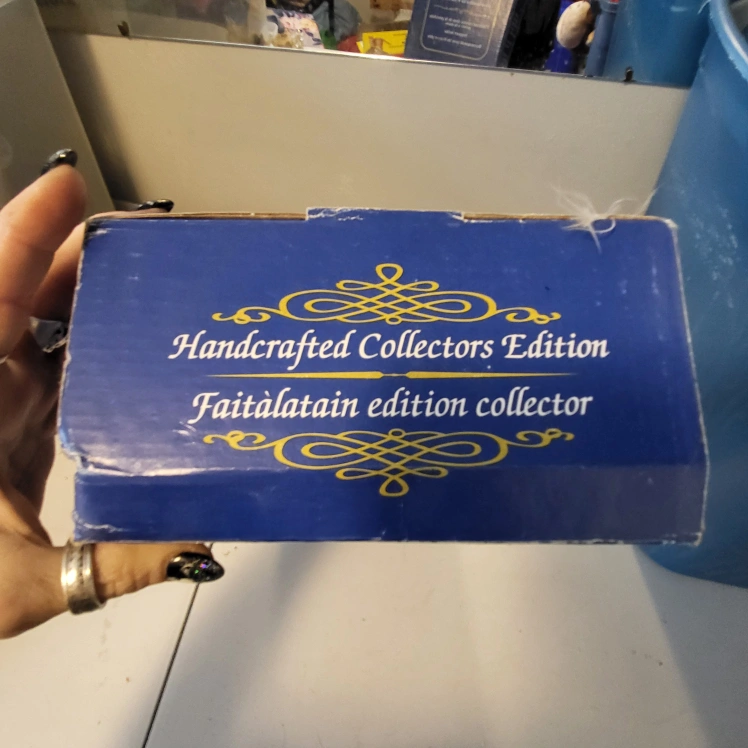 Handcrafted Collectors Edition
Faitàlatain edition collector